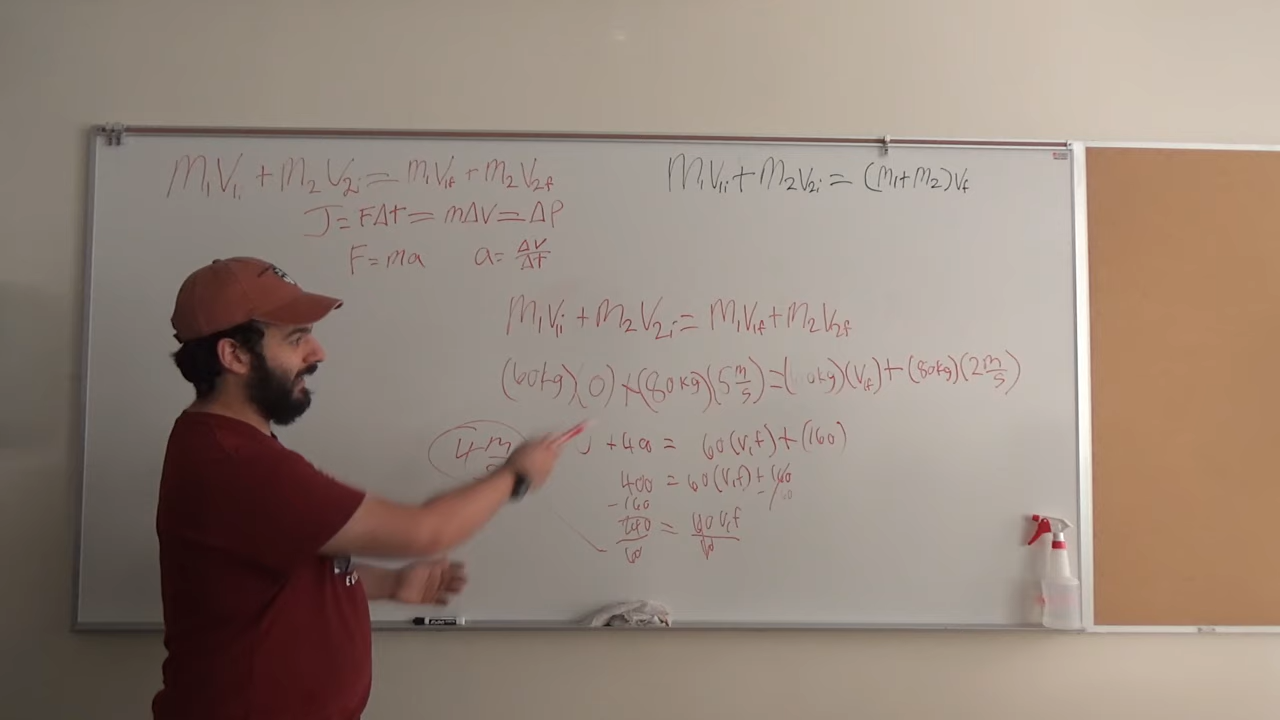 m₁V₁ᵢ + m₂V₂ᵢ = m₁V₁f + m₂V₂f
m₁V₁ᵢ + m₂V₂ᵢ = (m₁+m₂)Vf
J = FΔt = mΔV = ΔP
F = ma a = ΔV/Δt
m₁V₁ᵢ + m₂V₂ᵢ = m₁V₁f + m₂V₂f
(60kg)(0) + (80kg)(5 m/s) = (0kg)(V₁f) + (80kg)(2 m/s)
+ 400 = 60(V₁f) + (160)
400 = 60(V₁f) + 160
-160
240/60 = 60V₁f/60
4 m